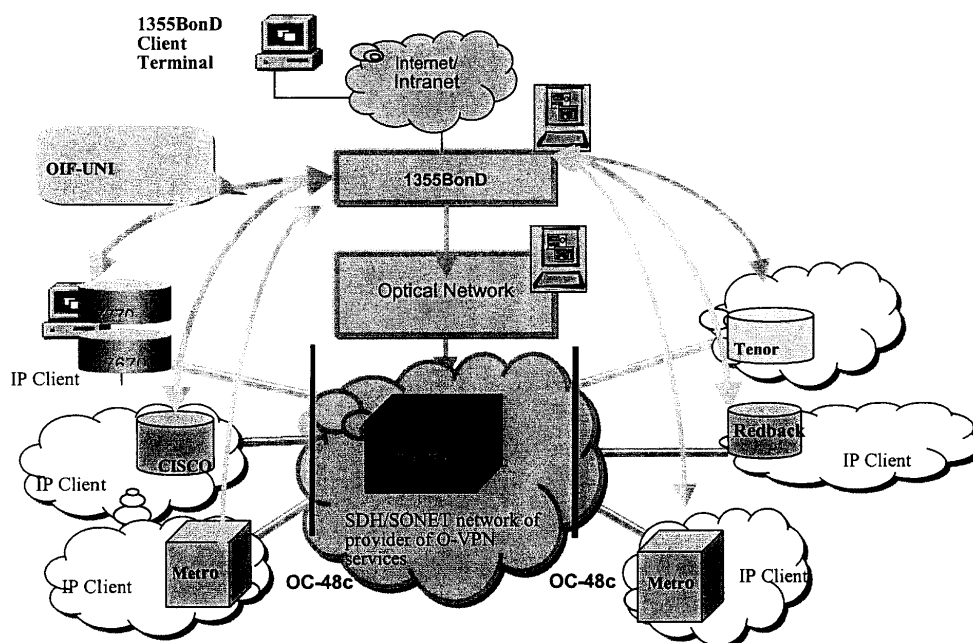 1355BonD
Client
Terminal
Internet/
Intranet
OIF-UNI
1355BonD
Optical Network
7670
IP Client
Tenor
CISCO
IP Client
Redback
IP Client
SDH/SONET network of
provider of O-VPN
services
IP Client
Metro
OC-48c
OC-48c
Metro
IP Client